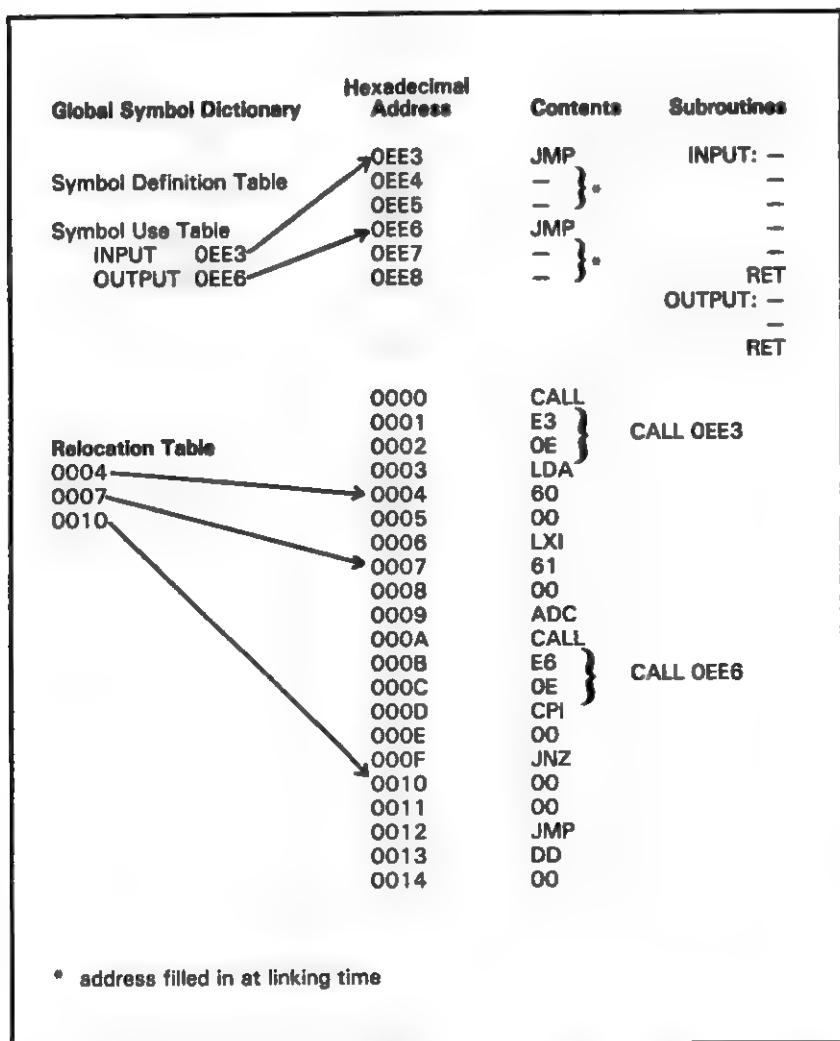 Hexadecimal
Global Symbol Dictionary Address Contents Subroutines
0EE3 JMP INPUT: –
Symbol Definition Table 0EE4 – } * –
0EE5 – –
Symbol Use Table 0EE6 JMP –
INPUT 0EE3 0EE7 – } * –
OUTPUT 0EE6 0EE8 – RET
OUTPUT: –
–
RET
0000 CALL
0001 E3 } CALL 0EE3
Relocation Table 0002 0E
0004 0003 LDA
0007 0004 60
0010 0005 00
0006 LXI
0007 61
0008 00
0009 ADC
000A CALL
000B E6 } CALL 0EE6
000C 0E
000D CPI
000E 00
000F JNZ
0010 00
0011 00
0012 JMP
0013 DD
0014 00
* address filled in at linking time